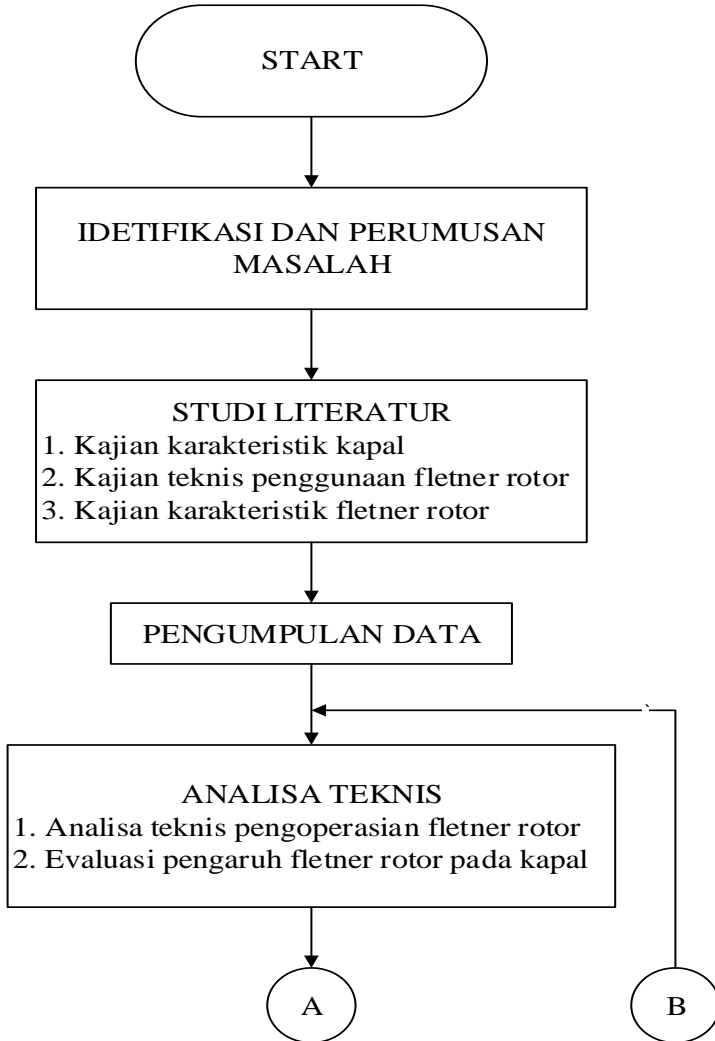 START
IDETIFIKASI DAN PERUMUSAN
MASALAH
STUDI LITERATUR
1. Kajian karakteristik kapal
2. Kajian teknis penggunaan fletner rotor
3. Kajian karakteristik fletner rotor
PENGUMPULAN DATA
`
ANALISA TEKNIS
1. Analisa teknis pengoperasian fletner rotor
2. Evaluasi pengaruh fletner rotor pada kapal
A
B